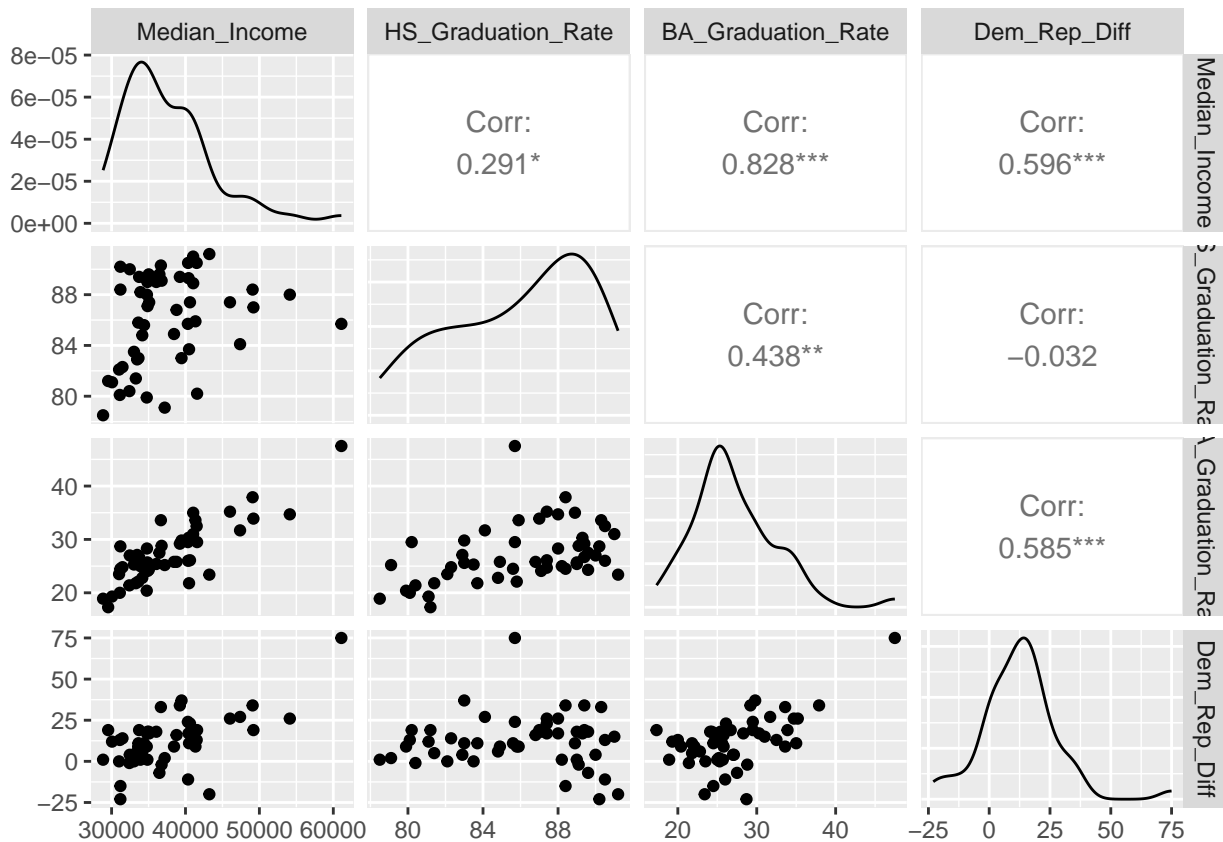 Median_Income HS_Graduation_Rate BA_Graduation_Rate Dem_Rep_Diff
8e−05
6e−05
4e−05
2e−05
0e+00
Corr:
0.291*
Corr:
0.828***
Corr:
0.596***
Median_Income
88
84
80
Corr:
0.438**
Corr:
−0.032
_Graduation_Ra
40
30
20
Corr:
0.585***
_Graduation_Ra
75
50
25
0
−25
Dem_Rep_Diff
30000 40000 50000 60000 80 84 88 20 30 40 −25 0 25 50 75